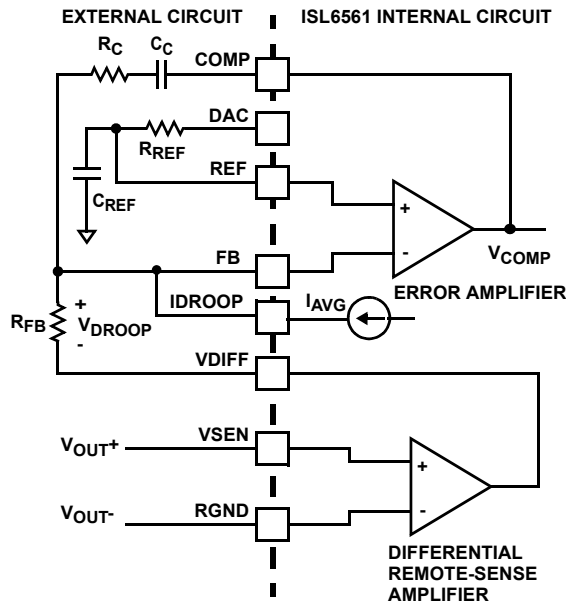 EXTERNAL CIRCUIT
ISL6561 INTERNAL CIRCUIT
RC
CC
COMP
DAC
RREF
REF
CREF
+
-
VCOMP
FB
ERROR AMPLIFIER
IDROOP
IAVG
RFB
+
VDROOP
-
VDIFF
VOUT+
VSEN
+
VOUT-
RGND
-
DIFFERENTIAL
REMOTE-SENSE
AMPLIFIER